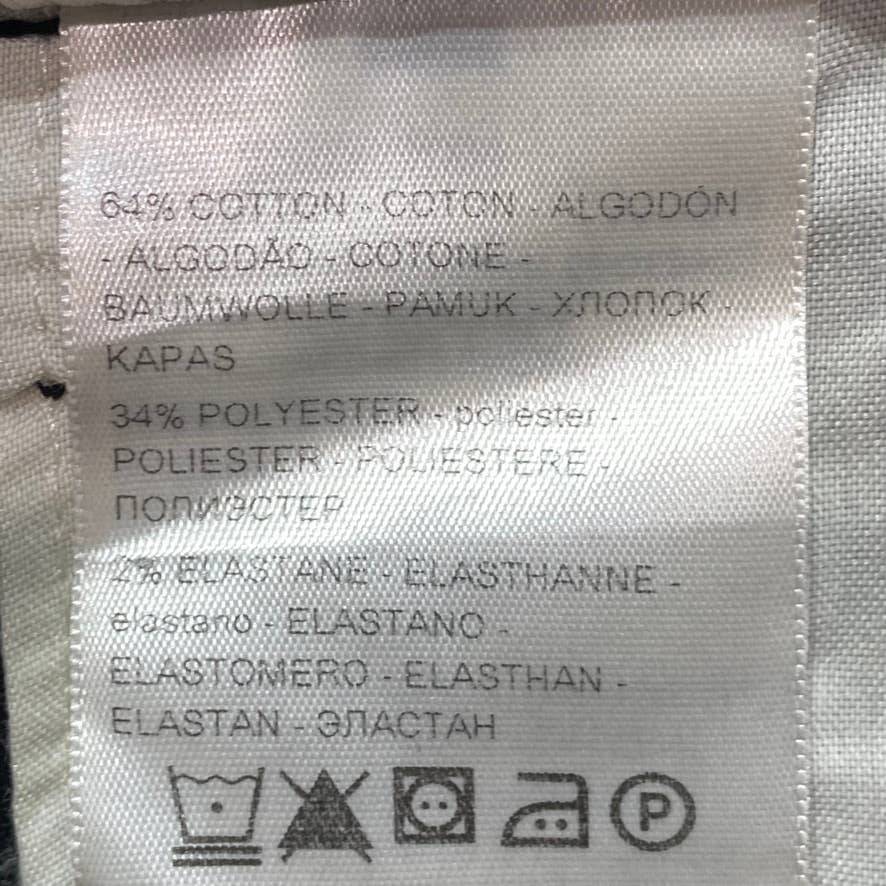 64% COTTON - COTON - ALGODÓN
- ALGODÃO - COTONE -
BAUMWOLLE - PAMUK - ХЛОПОК -
KAPAS
34% POLYESTER - poliester -
POLIESTER - POLIESTERE -
ПОЛИЭСТЕР
2% ELASTANE - ELASTHANNE -
elastano - ELASTANO -
ELASTOMERO - ELASTHAN -
ELASTAN - ЭЛАСТАН
P